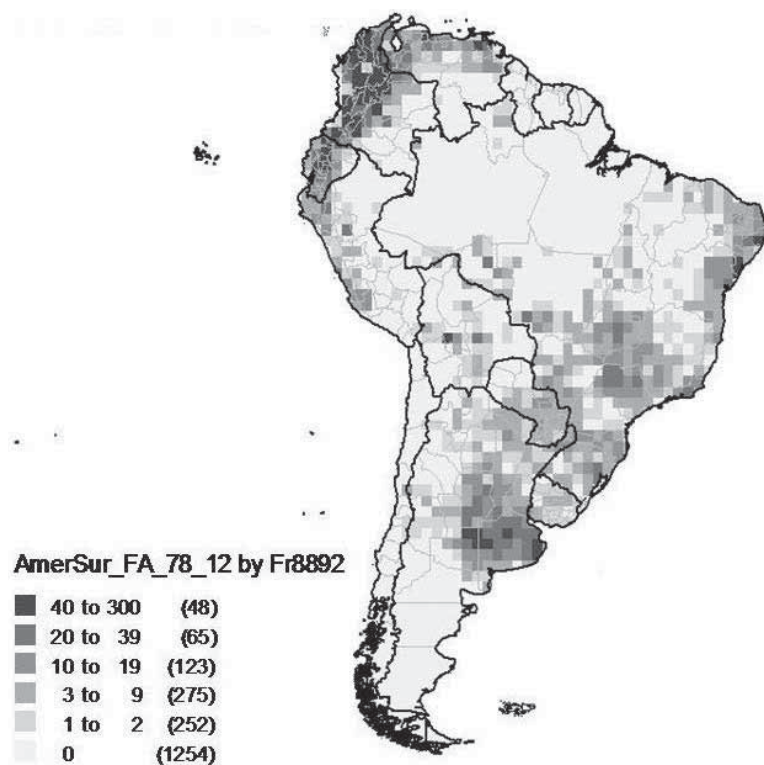 AmerSur_FA_78_12 by Fr8892
40 to 300 (48)
20 to 39 (65)
10 to 19 (123)
3 to 9 (275)
1 to 2 (252)
0 (1254)